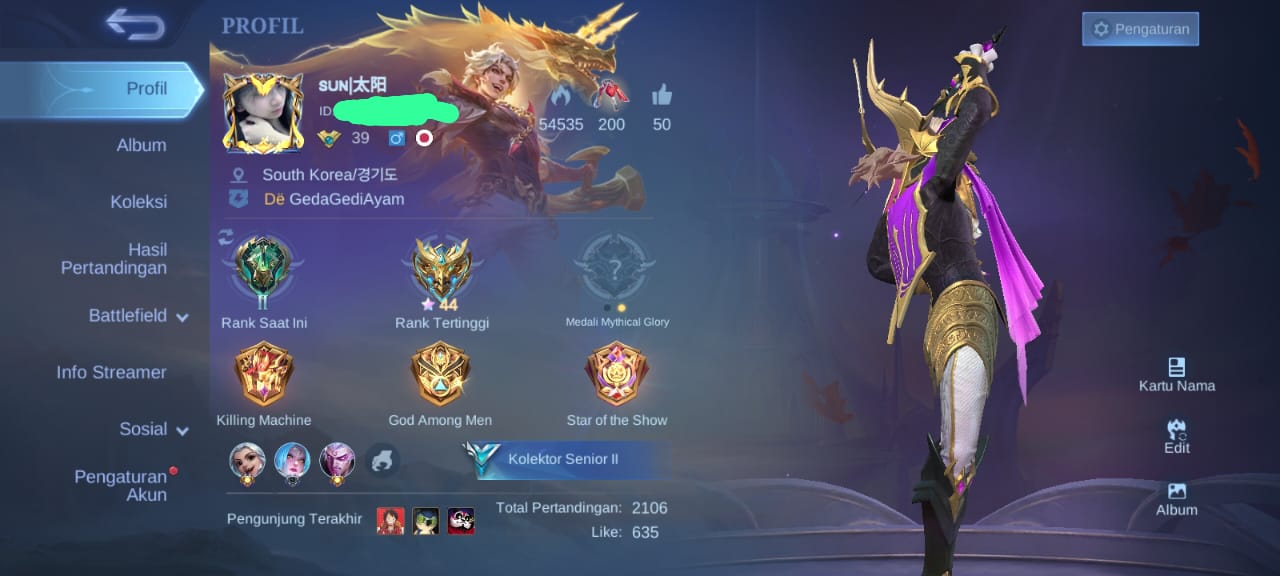 PROFIL
Pengaturan
Profil
Album
Koleksi
Hasil
Pertandingan
Battlefield
Info Streamer
Sosial
Pengaturan
Akun
SUN|太阳
ID:
39
54535
200
50
South Korea/경기도
Dë GedaGediAyam
II
Rank Saat Ini
44
Rank Tertinggi
?
Medali Mythical Glory
Killing Machine
God Among Men
Star of the Show
Kolektor Senior II
Pengunjung Terakhir
Total Pertandingan: 2106
Like: 635
Kartu Nama
Edit
Album